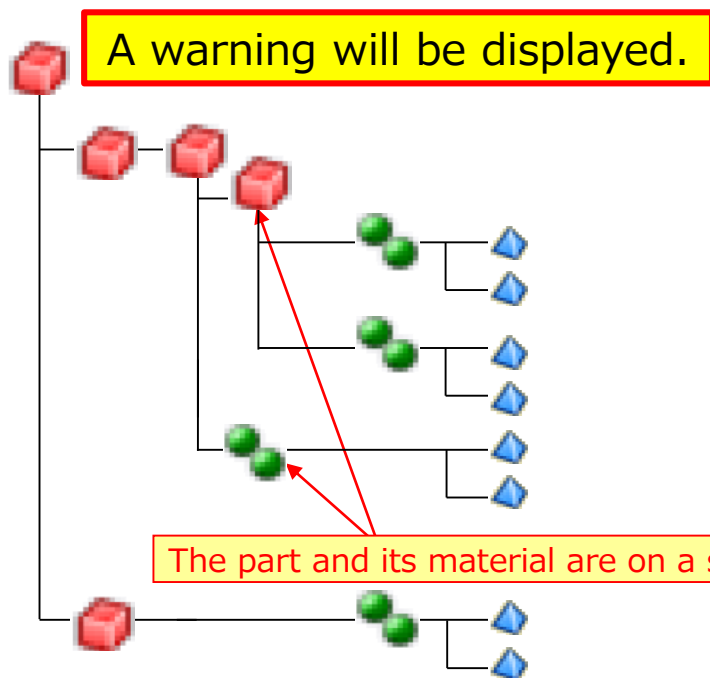 A warning will be displayed.
The part and its material are on a